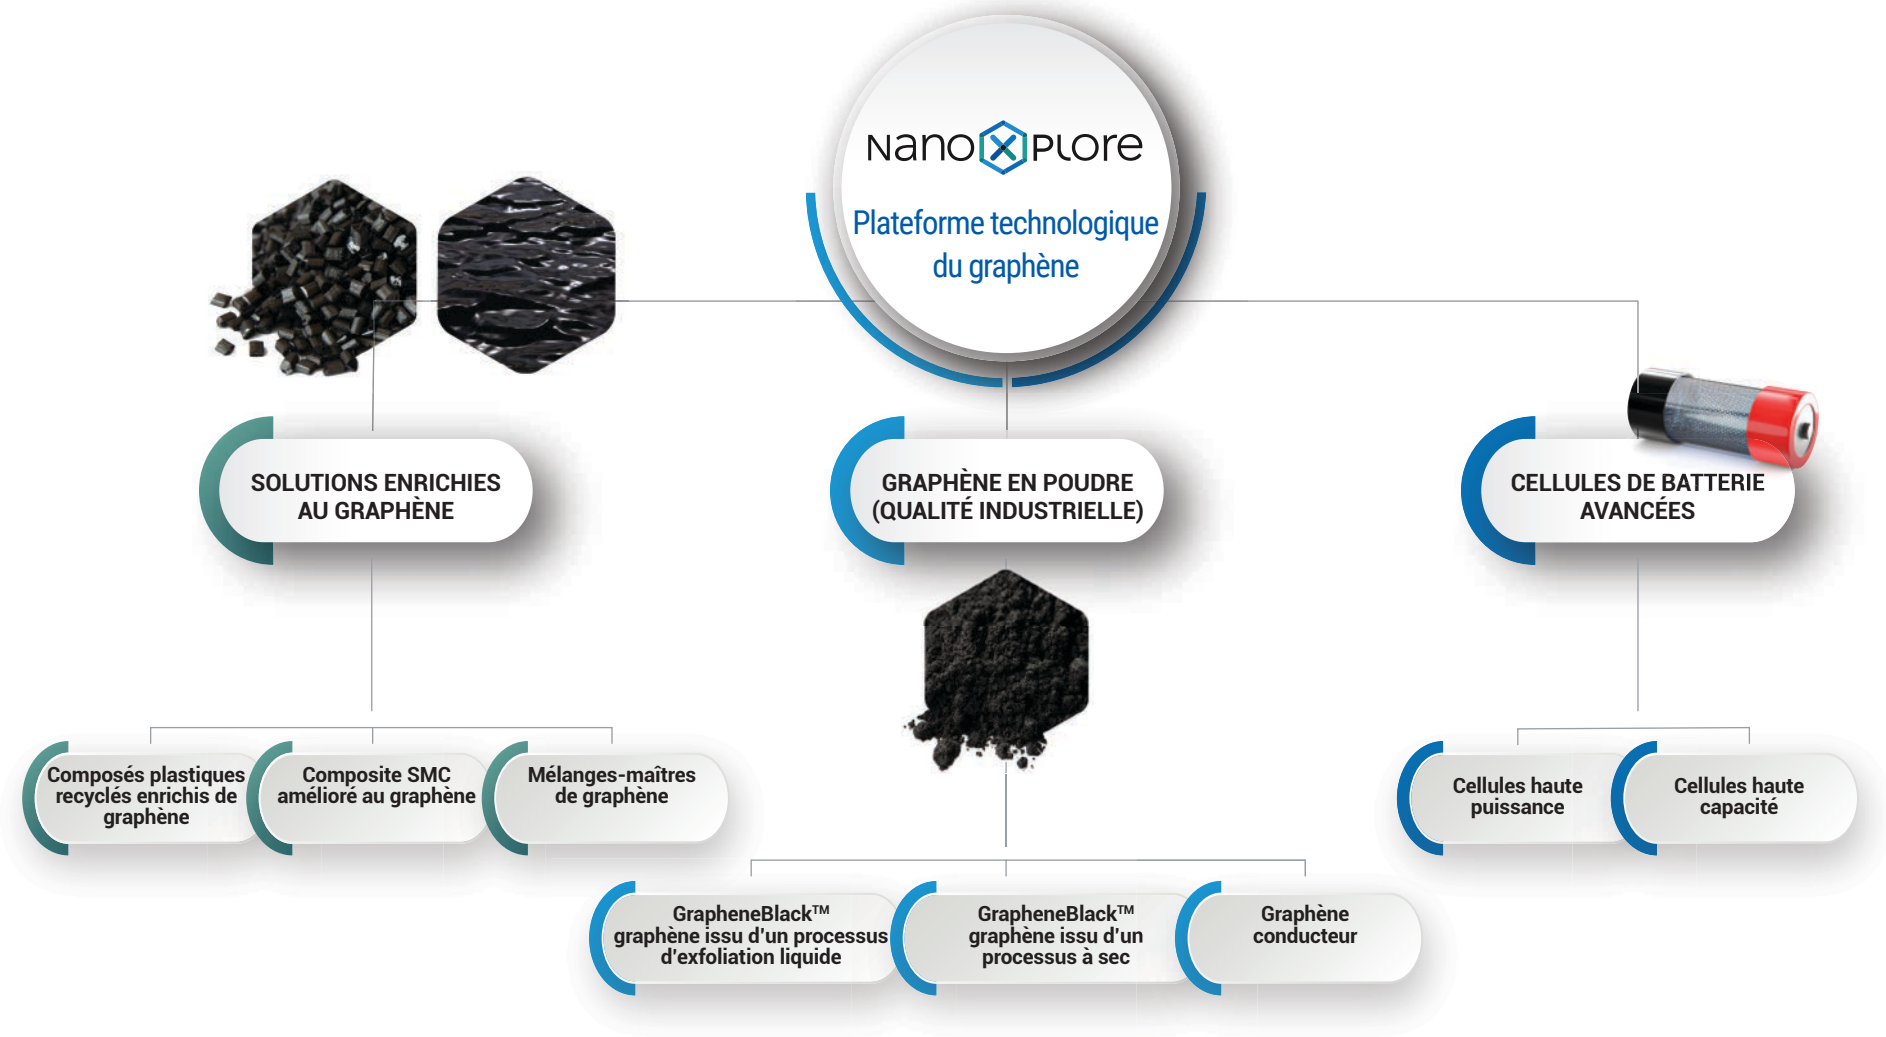 NanoXplore
Plateforme technologique
du graphène
SOLUTIONS ENRICHIES
AU GRAPHÈNE
GRAPHÈNE EN POUDRE
(QUALITÉ INDUSTRIELLE)
CELLULES DE BATTERIE
AVANCÉES
Composés plastiques
recyclés enrichis de
graphène
Composite SMC
amélioré au graphène
Mélanges-maîtres
de graphène
Cellules haute
puissance
Cellules haute
capacité
GrapheneBlack™
graphène issu d'un processus
d'exfoliation liquide
GrapheneBlack™
graphène issu d'un
processus à sec
Graphène
conducteur